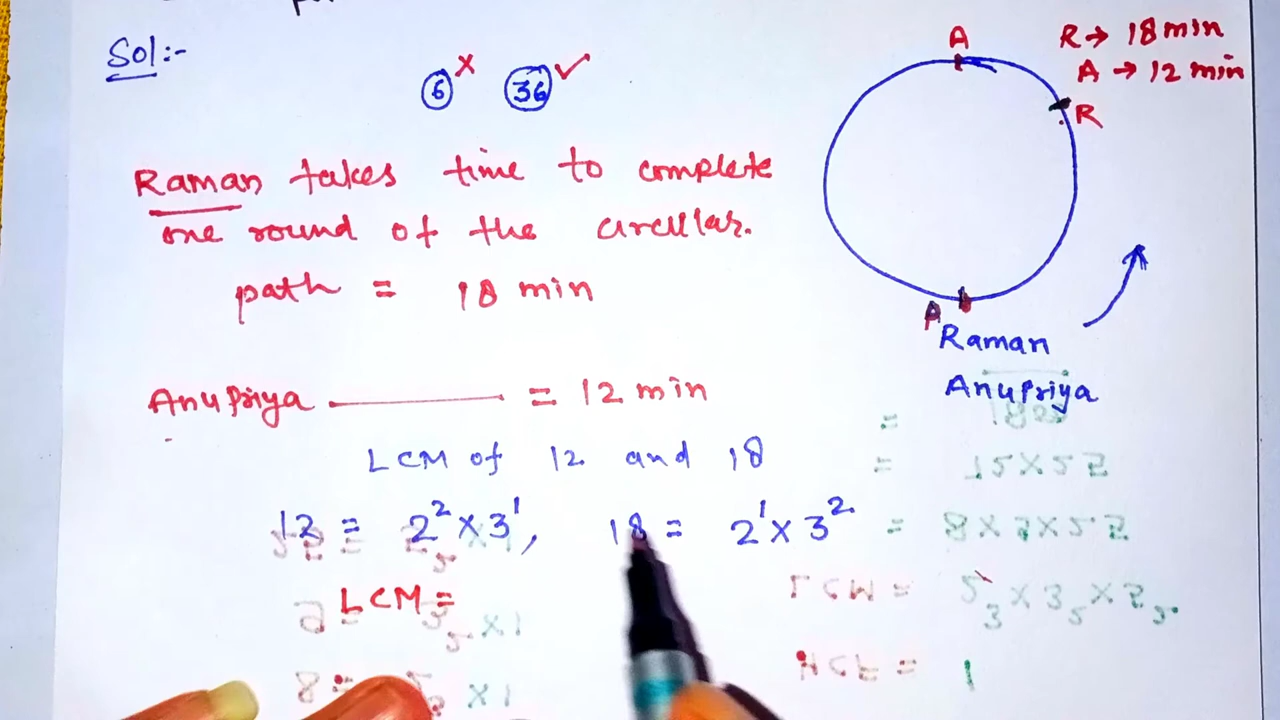 Sol:-
6 × 36 ✓
Raman takes time to complete
one round of the circular.
path = 18 min
Anupriya ——— = 12 min
LCM of 12 and 18
12 = 2² × 3¹, 18 = 2¹ × 3²
LCM =
A
R → 18 min
A → 12 min
R
A
Raman
Anupriya